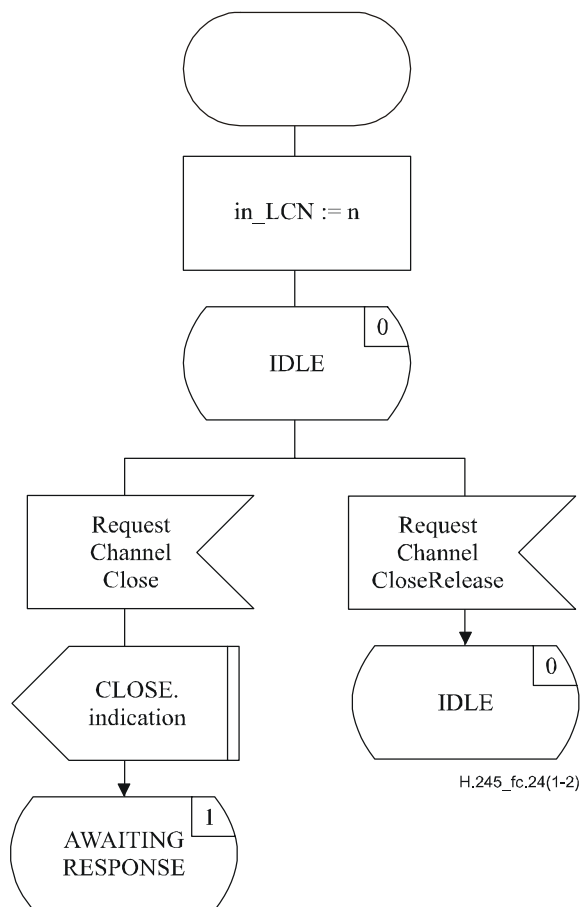 in_LCN := n
0
IDLE
Request
Channel
Close
Request
Channel
CloseRelease
CLOSE.
indication
0
IDLE
H.245_fc.24(1-2)
1
AWAITING
RESPONSE